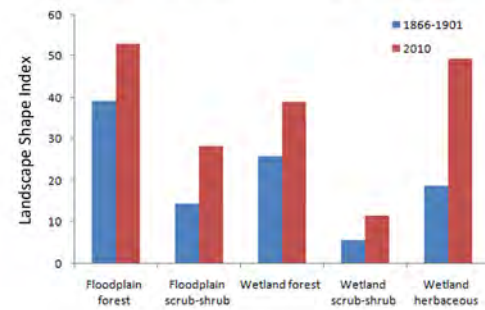 60
50
40
30
20
10
0
Landscape Shape Index
1866-1901
2010
Floodplain forest
Floodplain scrub-shrub
Wetland forest
Wetland scrub-shrub
Wetland herbaceous